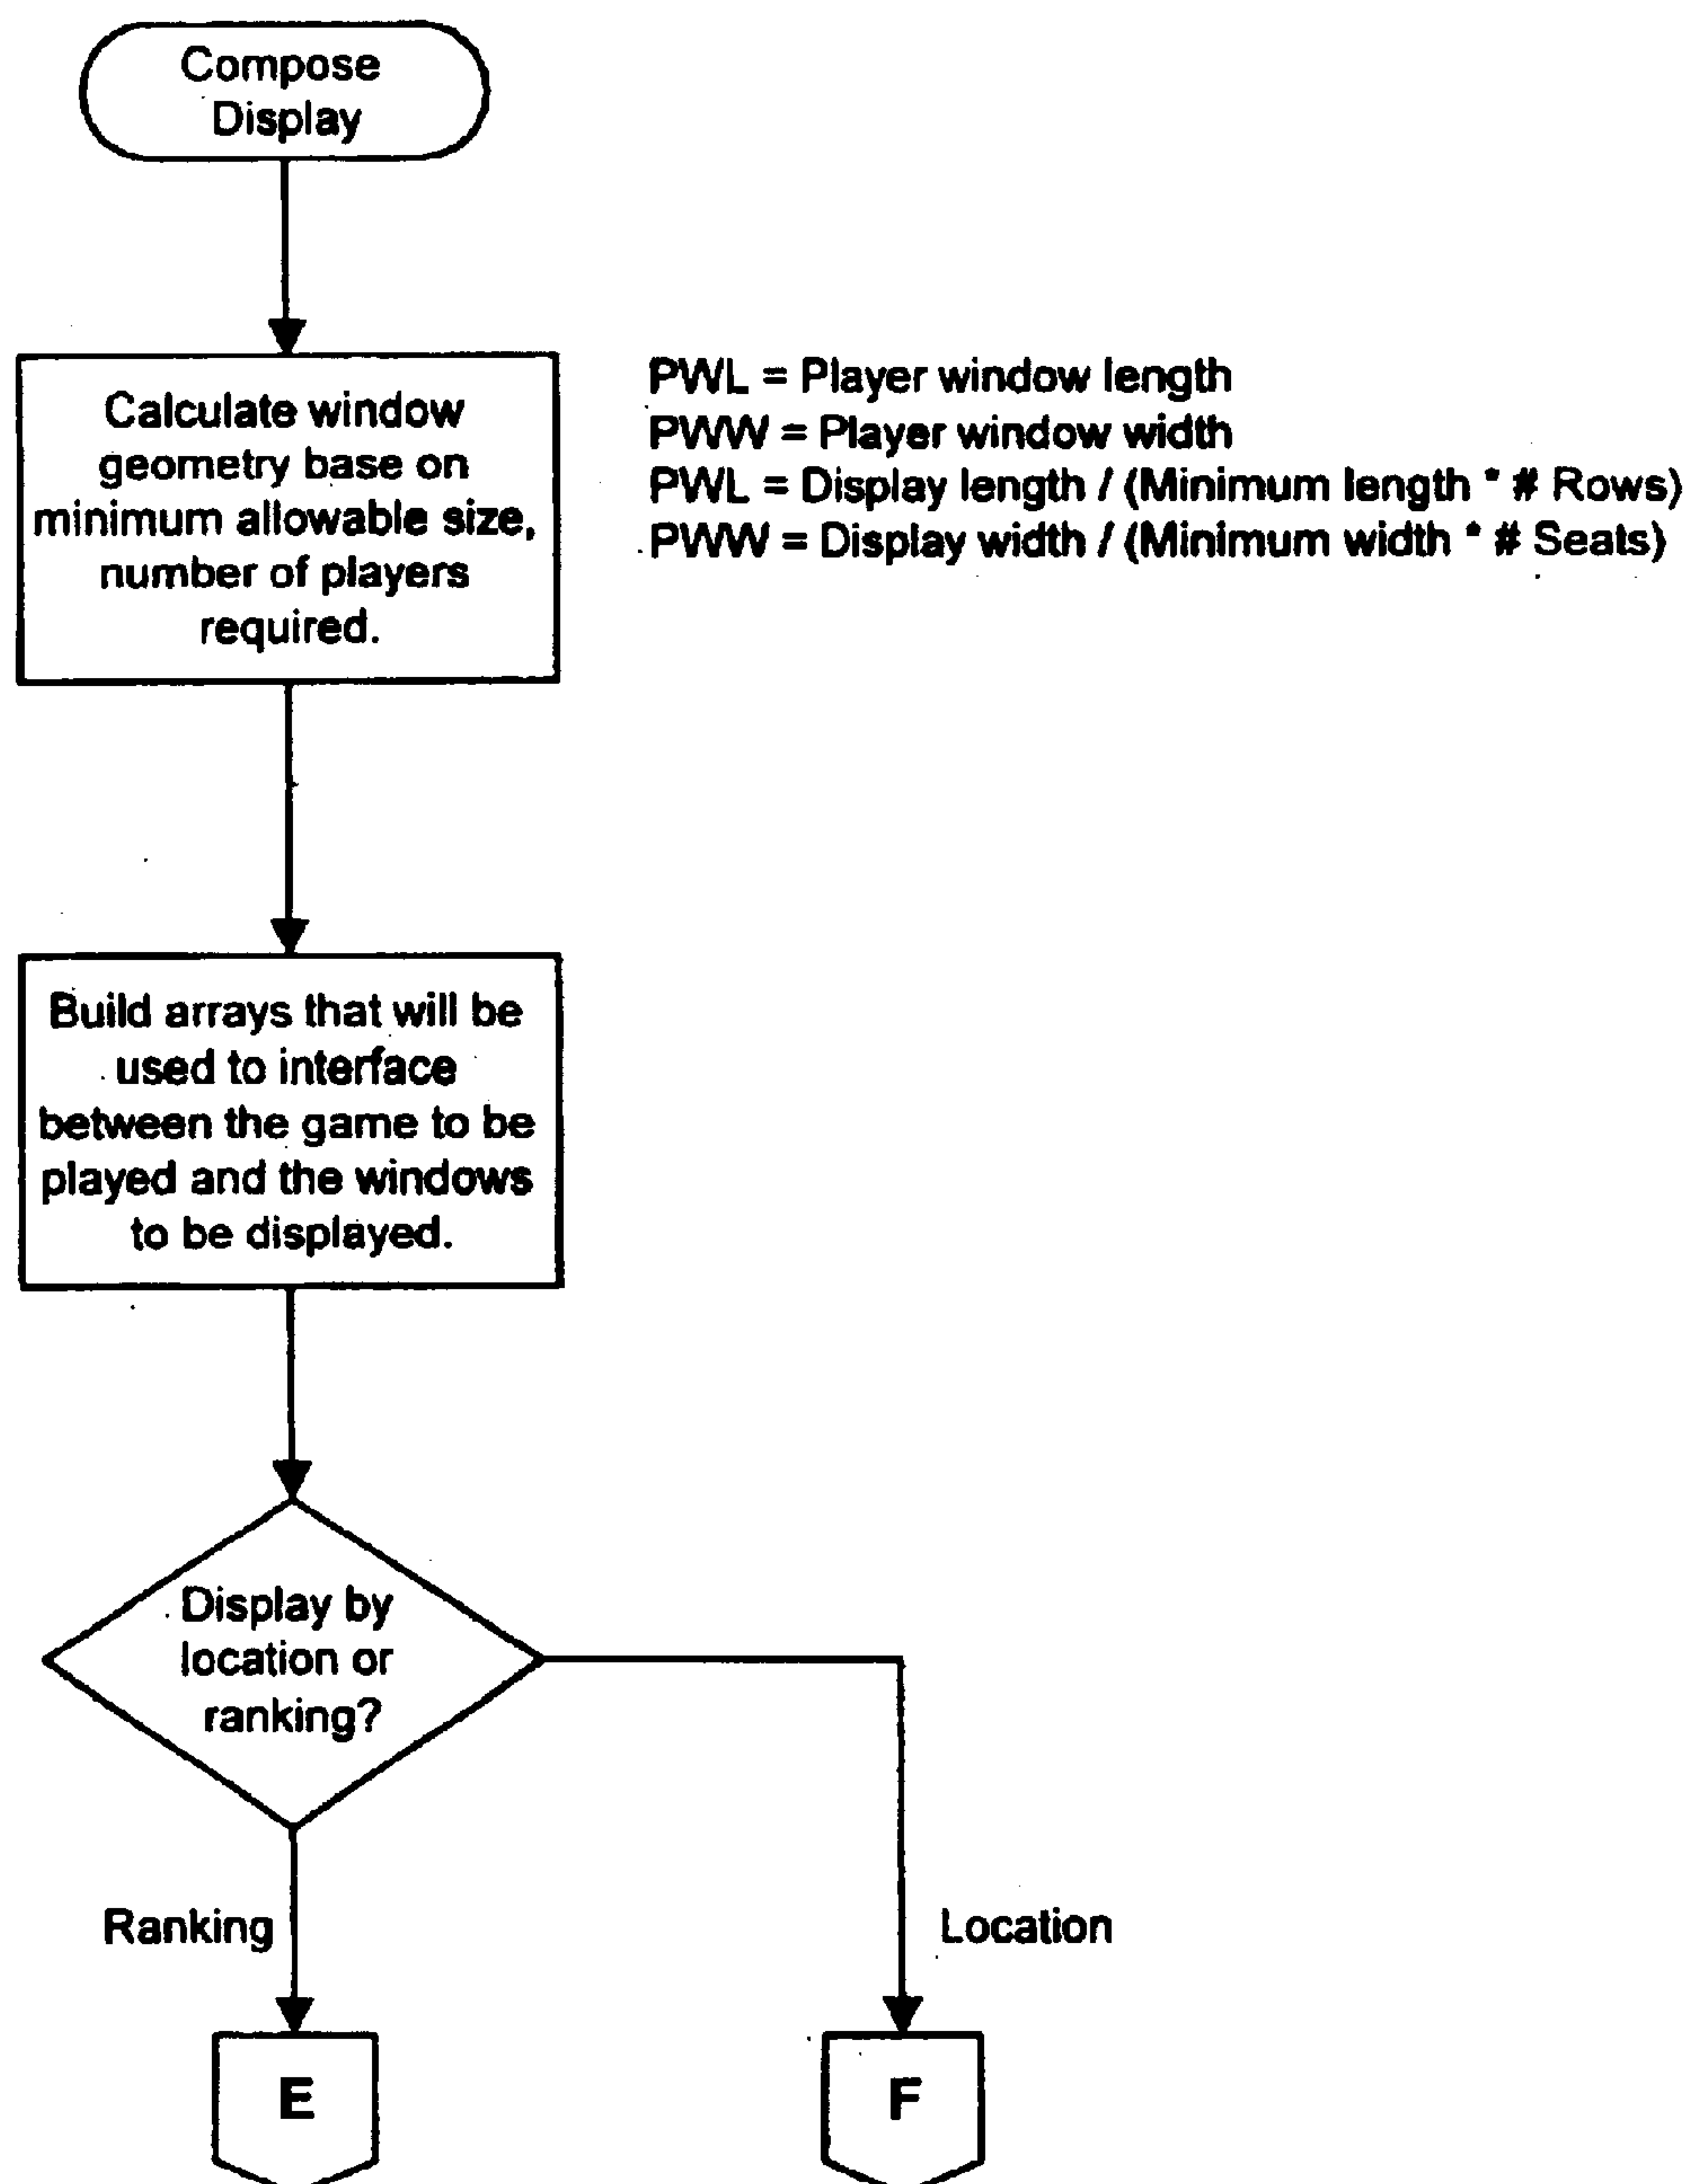 Compose
Display
Calculate window
geometry base on
minimum allowable size,
number of players
required.
PWL = Player window length
PWW = Player window width
PWL = Display length / (Minimum length * # Rows)
PWW = Display width / (Minimum width * # Seats)
Build arrays that will be
used to interface
between the game to be
played and the windows
to be displayed.
Display by
location or
ranking?
Ranking
Location
E
F